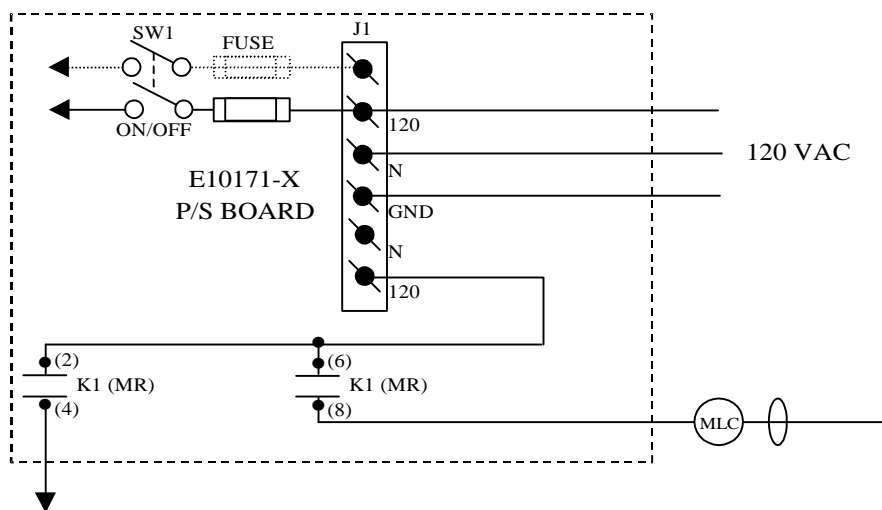 J1
SW1
FUSE
ON/OFF
120
120 VAC
N
E10171-X
P/S BOARD
GND
N
120
(2)
K1 (MR)
(4)
(6)
K1 (MR)
(8)
MLC